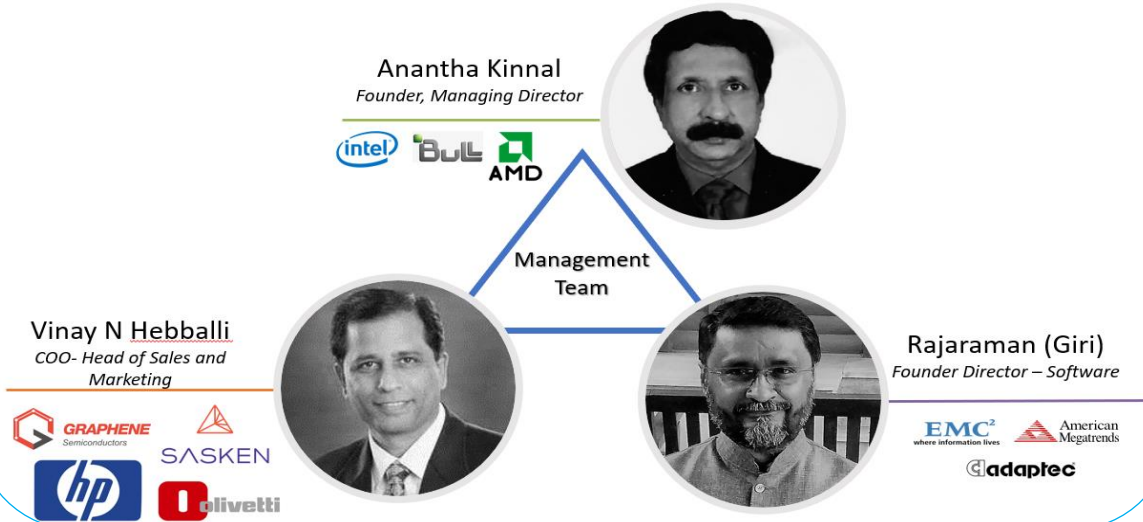 Anantha Kinnal
Founder, Managing Director
intel
Bull
AMD
Management
Team
Vinay N Hebballi
COO- Head of Sales and
Marketing
GRAPHENE
Semiconductors
SASKEN
hp
olivetti
Rajaraman (Giri)
Founder Director – Software
EMC²
where information lives
American
Megatrends
adaptec